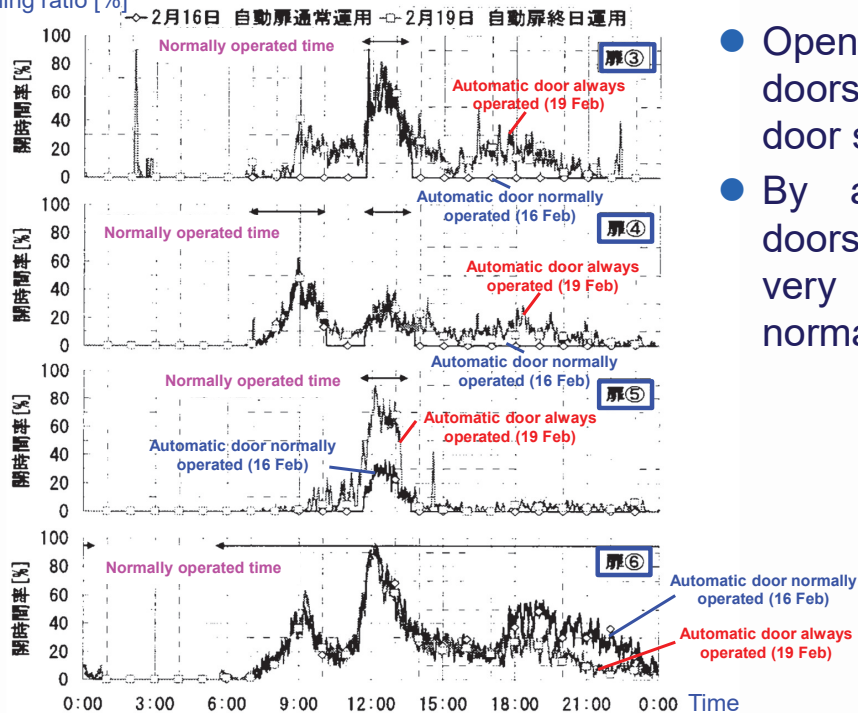 ning ratio [%]
2月16日 自動扉通常運用 2月19日 自動扉終日運用
開時間率[%]
100
80
60
40
20
0
Normally operated time
扉③
Automatic door always
operated (19 Feb)
Automatic door normally
operated (16 Feb)
開時間率[%]
100
80
60
40
20
0
Normally operated time
扉④
Automatic door always
operated (19 Feb)
Automatic door normally
operated (16 Feb)
開時間率[%]
100
80
60
40
20
0
Normally operated time
扉⑤
Automatic door always
operated (19 Feb)
Automatic door normally
operated (16 Feb)
開時間率[%]
100
80
60
40
20
0
Normally operated time
扉⑥
Automatic door normally
operated (16 Feb)
Automatic door always
operated (19 Feb)
0:00 3:00 6:00 9:00 12:00 15:00 18:00 21:00 0:00 Time
Open
doors
door s
By a
doors
very
norma